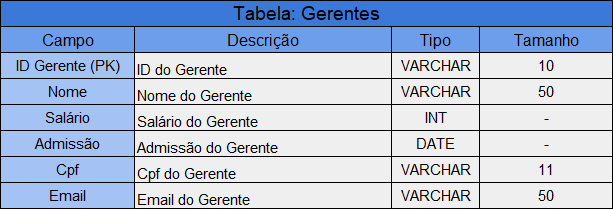 Tabela: Gerentes
Campo Descrição Tipo Tamanho
ID Gerente (PK) ID do Gerente VARCHAR 10
Nome Nome do Gerente VARCHAR 50
Salário Salário do Gerente INT -
Admissão Admissão do Gerente DATE -
Cpf Cpf do Gerente VARCHAR 11
Email Email do Gerente VARCHAR 50